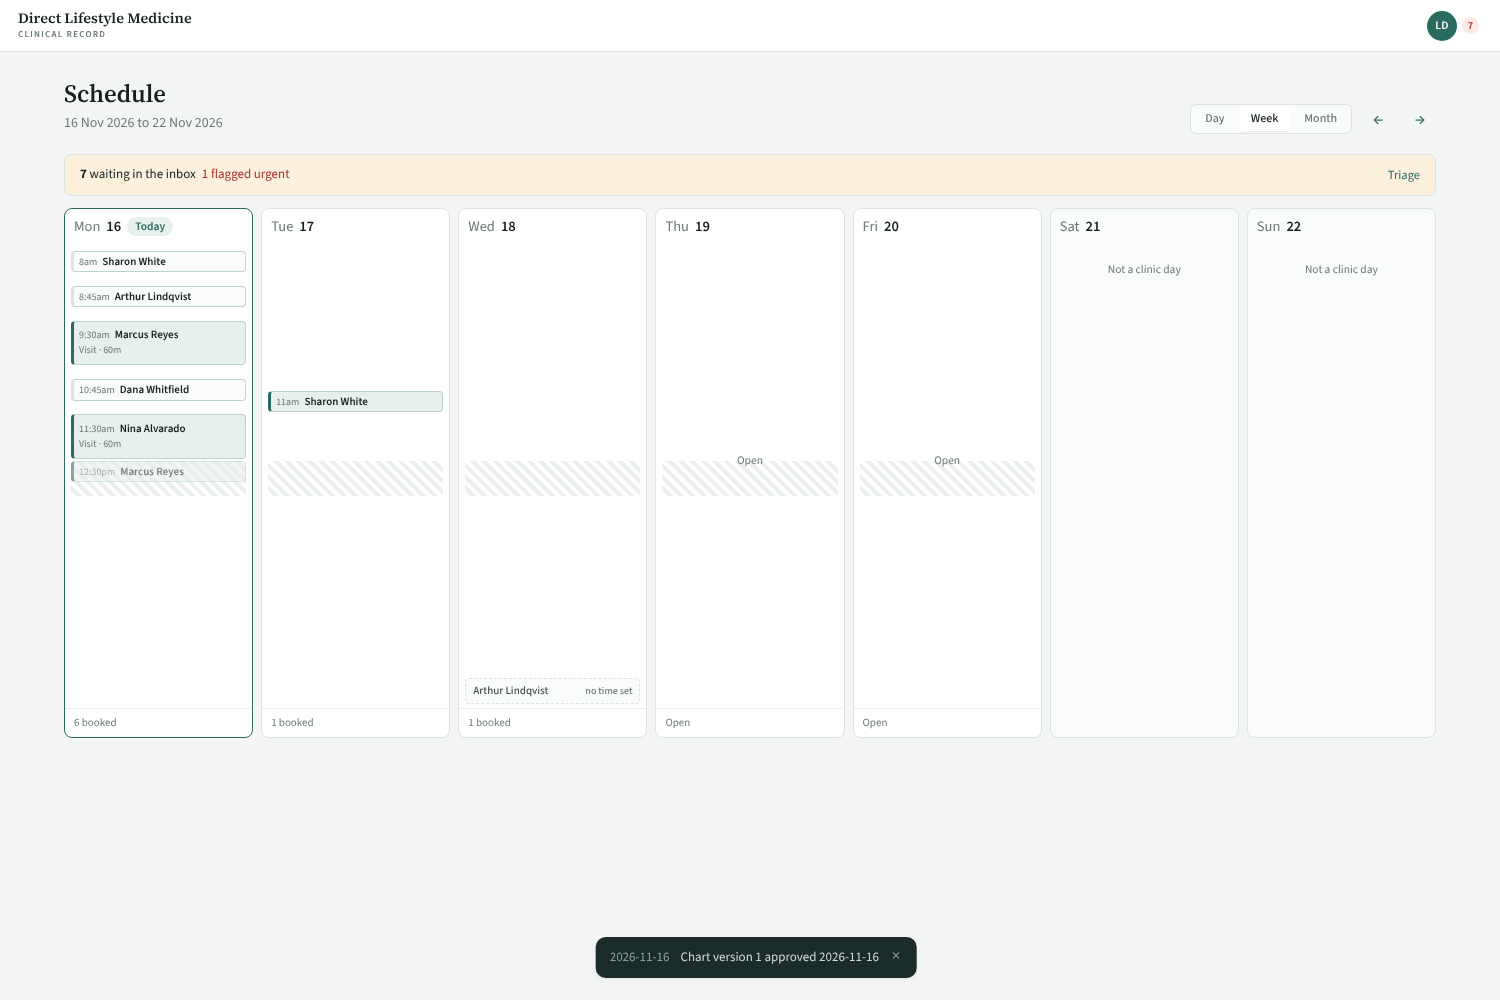 Direct Lifestyle Medicine
CLINICAL RECORD
LD
7
Schedule
16 Nov 2026 to 22 Nov 2026
Day
Week
Month
7 waiting in the inbox 1 flagged urgent
Triage
Mon 16 Today
8am Sharon White
8:45am Arthur Lindqvist
9:30am Marcus Reyes
Visit · 60m
10:45am Dana Whitfield
11:30am Nina Alvarado
Visit · 60m
12:30pm Marcus Reyes
6 booked
Tue 17
11am Sharon White
1 booked
Wed 18
Arthur Lindqvist no time set
1 booked
Thu 19
Open
Open
Fri 20
Open
Open
Sat 21
Not a clinic day
Sun 22
Not a clinic day
2026-11-16 Chart version 1 approved 2026-11-16 ×